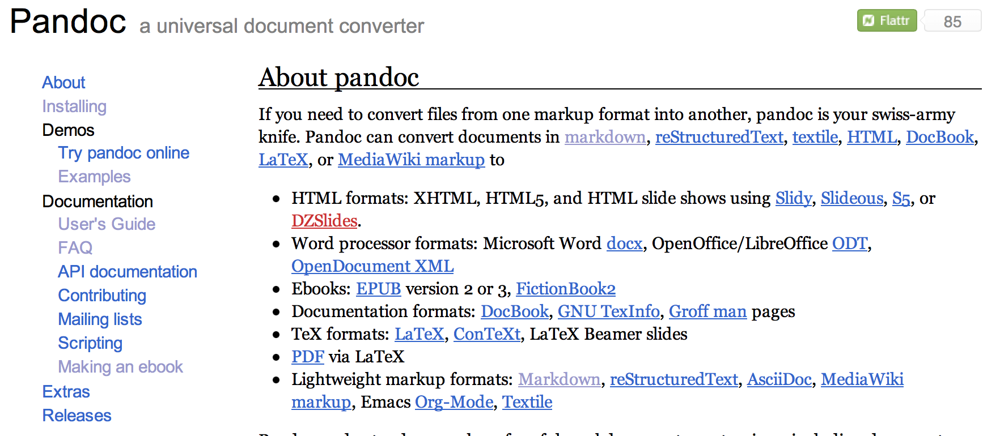 Pandoc a universal document converter
Flattr 85
About
Installing
Demos
Try pandoc online
Examples
Documentation
User's Guide
FAQ
API documentation
Contributing
Mailing lists
Scripting
Making an ebook
Extras
Releases
About pandoc
If you need to convert files from one markup format into another, pandoc is your swiss-army
knife. Pandoc can convert documents in markdown, reStructuredText, textile, HTML, DocBook,
LaTeX, or MediaWiki markup to
• HTML formats: XHTML, HTML5, and HTML slide shows using Slidy, Slideous, S5, or
DZSlides.
• Word processor formats: Microsoft Word docx, OpenOffice/LibreOffice ODT,
OpenDocument XML
• Ebooks: EPUB version 2 or 3, FictionBook2
• Documentation formats: DocBook, GNU TexInfo, Groff man pages
• TeX formats: LaTeX, ConTeXt, LaTeX Beamer slides
• PDF via LaTeX
• Lightweight markup formats: Markdown, reStructuredText, AsciiDoc, MediaWiki
markup, Emacs Org-Mode, Textile